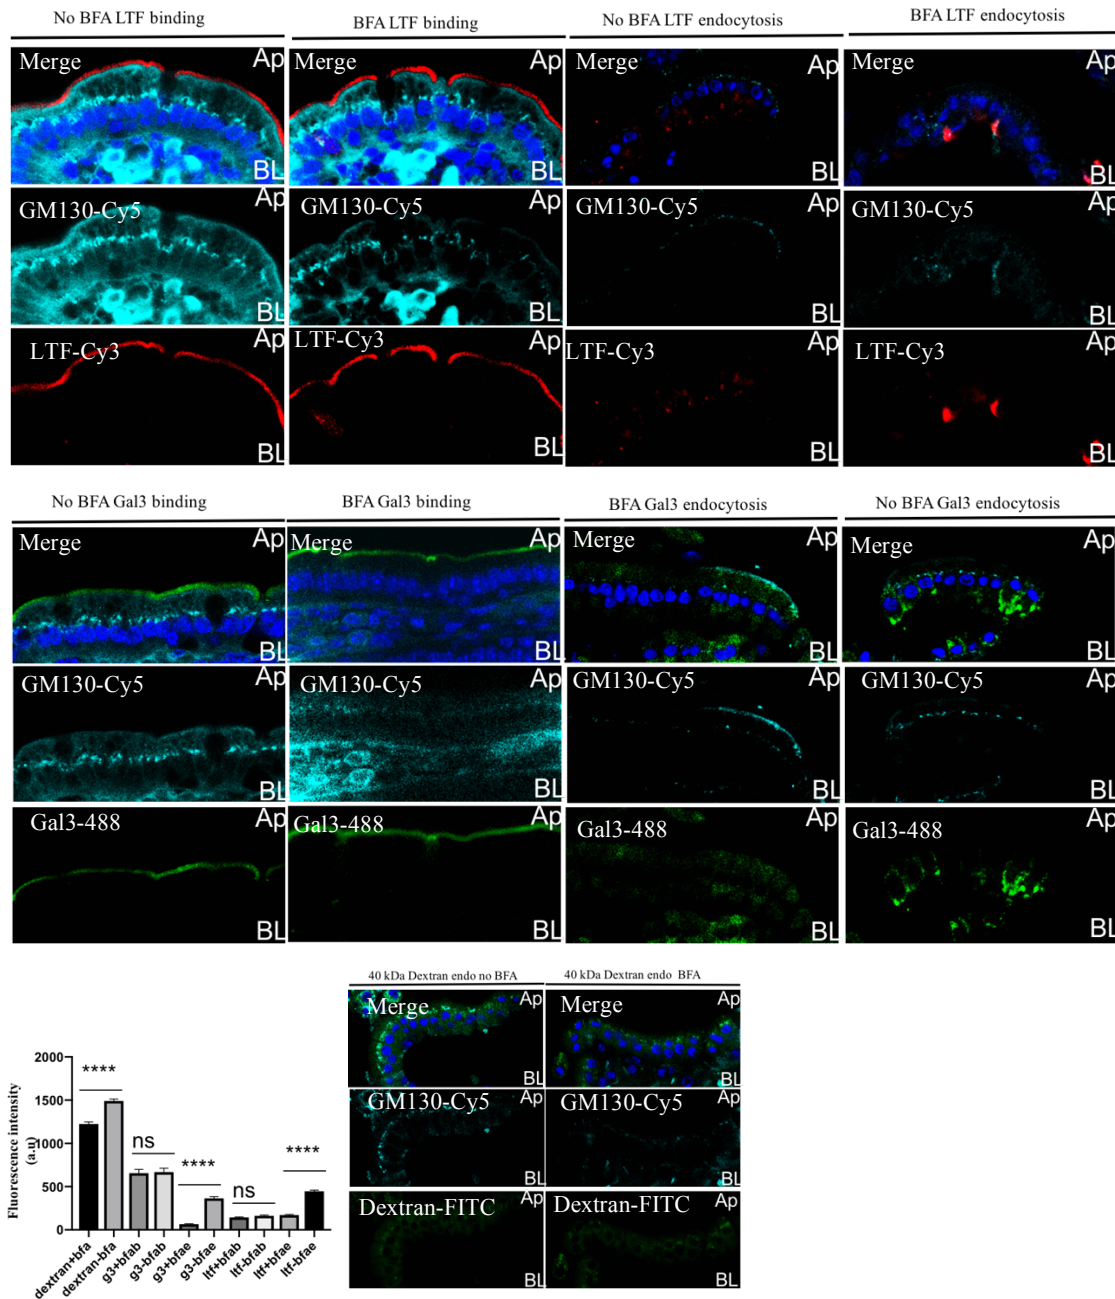 No BFA LTF binding
BFA LTF binding
No BFA LTF endocytosis
BFA LTF endocytosis
Merge Ap
Merge Ap
Merge Ap
Merge Ap
BL
BL
BL
BL
GM130-Cy5 Ap
GM130-Cy5 Ap
GM130-Cy5 Ap
GM130-Cy5 Ap
BL
BL
BL
BL
LTF-Cy3 Ap
LTF-Cy3 Ap
LTF-Cy3 Ap
LTF-Cy3 Ap
BL
BL
BL
BL
No BFA Gal3 binding
BFA Gal3 binding
BFA Gal3 endocytosis
No BFA Gal3 endocytosis
Merge Ap
Merge Ap
Merge Ap
Merge Ap
BL
BL
BL
BL
GM130-Cy5 Ap
GM130-Cy5 Ap
GM130-Cy5 Ap
GM130-Cy5 Ap
BL
BL
BL
BL
Gal3-488 Ap
Gal3-488 Ap
Gal3-488 Ap
Gal3-488 Ap
BL
BL
BL
BL
40 kDa Dextran endo no BFA
40 kDa Dextran endo BFA
Merge Ap
Merge Ap
BL
BL
GM130-Cy5 Ap
GM130-Cy5 Ap
BL
BL
Dextran-FITC Ap
Dextran-FITC Ap
BL
BL
Fluorescence intensity
(a.u)
2000
1500
1000
500
0
****
ns
****
ns
****
dextran+bfa
dextran-bfa
g3+bfab
g3-bfab
g3+bfae
g3-bfae
ltf+bfab
ltf-bfab
ltf+bfae
ltf-bfae